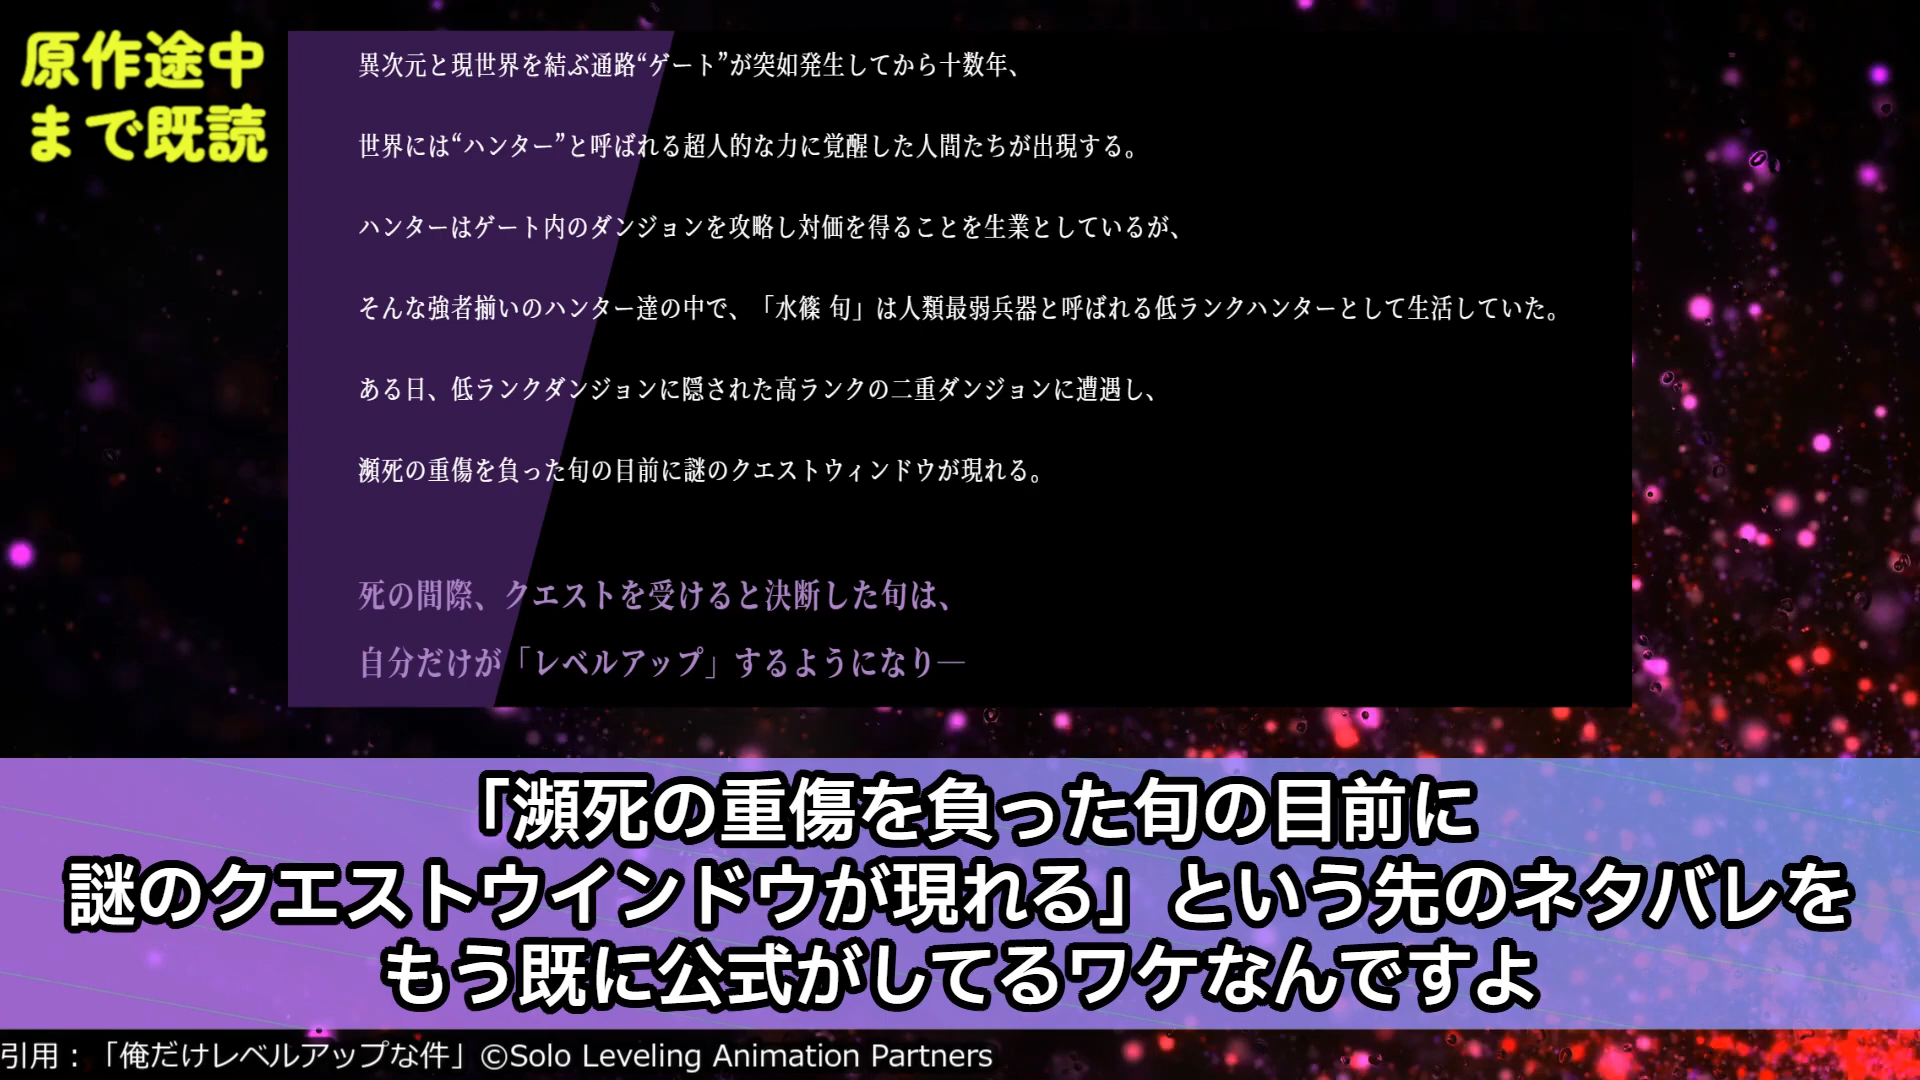 原作途中
まで既読
異次元と現世界を結ぶ通路“ゲート”が突如発生してから十数年、
世界には“ハンター”と呼ばれる超人的な力に覚醒した人間たちが出現する。
ハンターはゲート内のダンジョンを攻略し対価を得ることを生業としているが、
そんな強者揃いのハンター達の中で、「水篠 旬」は人類最弱兵器と呼ばれる低ランクハンターとして生活していた。
ある日、低ランクダンジョンに隠された高ランクの二重ダンジョンに遭遇し、
瀕死の重傷を負った旬の目前に謎のクエストウィンドウが現れる。
死の間際、クエストを受けると決断した旬は、
自分だけが「レベルアップ」するようになり―
「瀕死の重傷を負った旬の目前に
謎のクエストウインドウが現れる」という先のネタバレを
もう既に公式がしてるワケなんですよ
引用：「俺だけレベルアップな件」©Solo Leveling Animation Partners